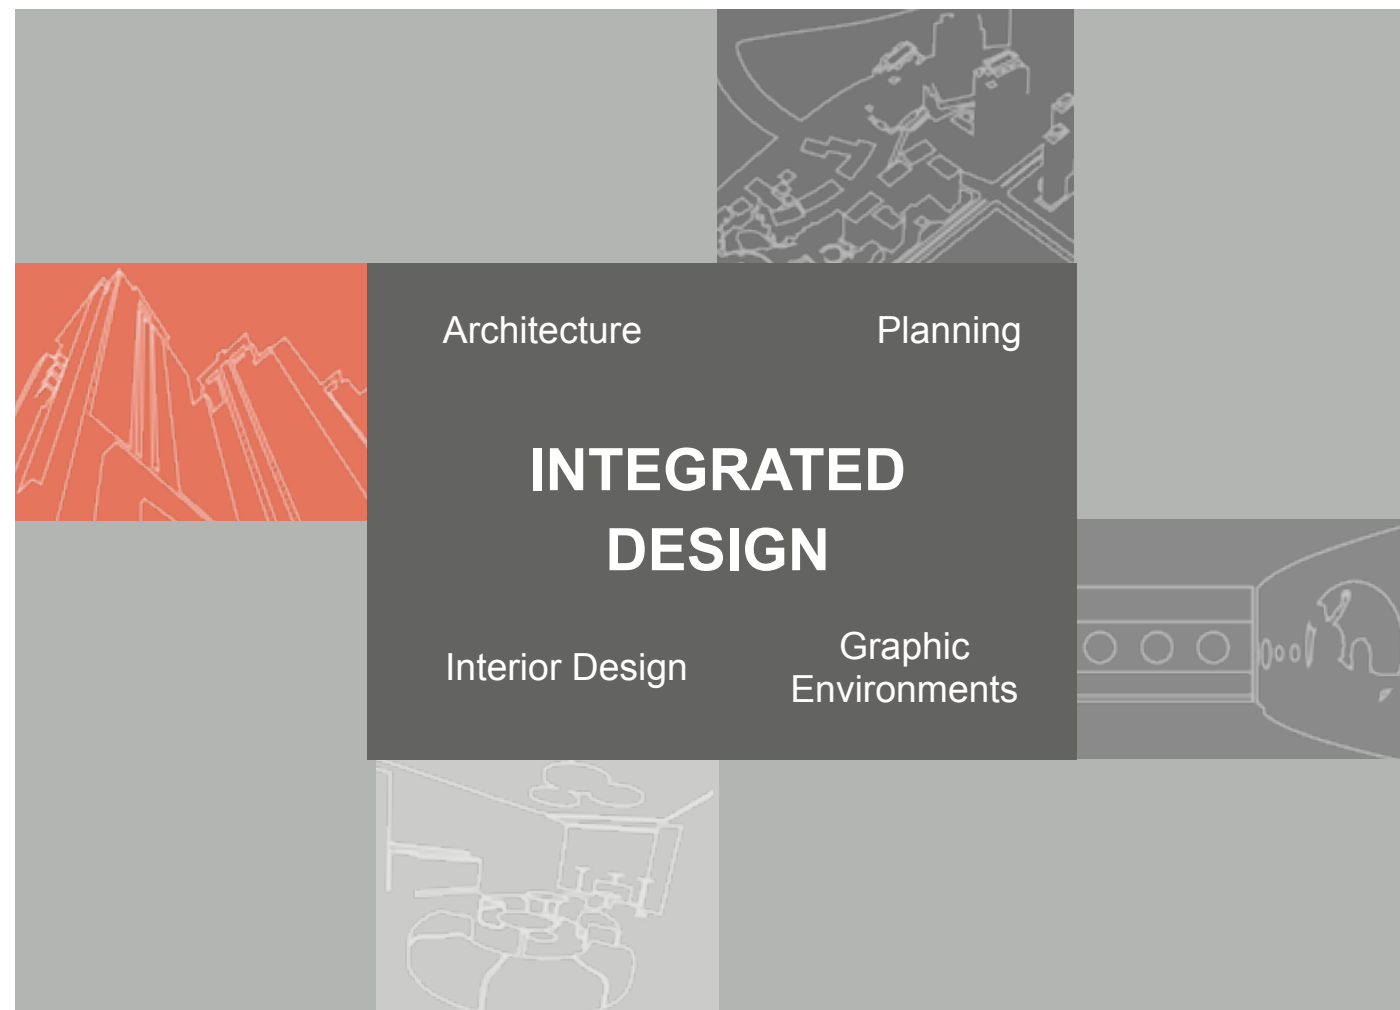 Architecture
Planning
INTEGRATED
DESIGN
Interior Design
Graphic
Environments